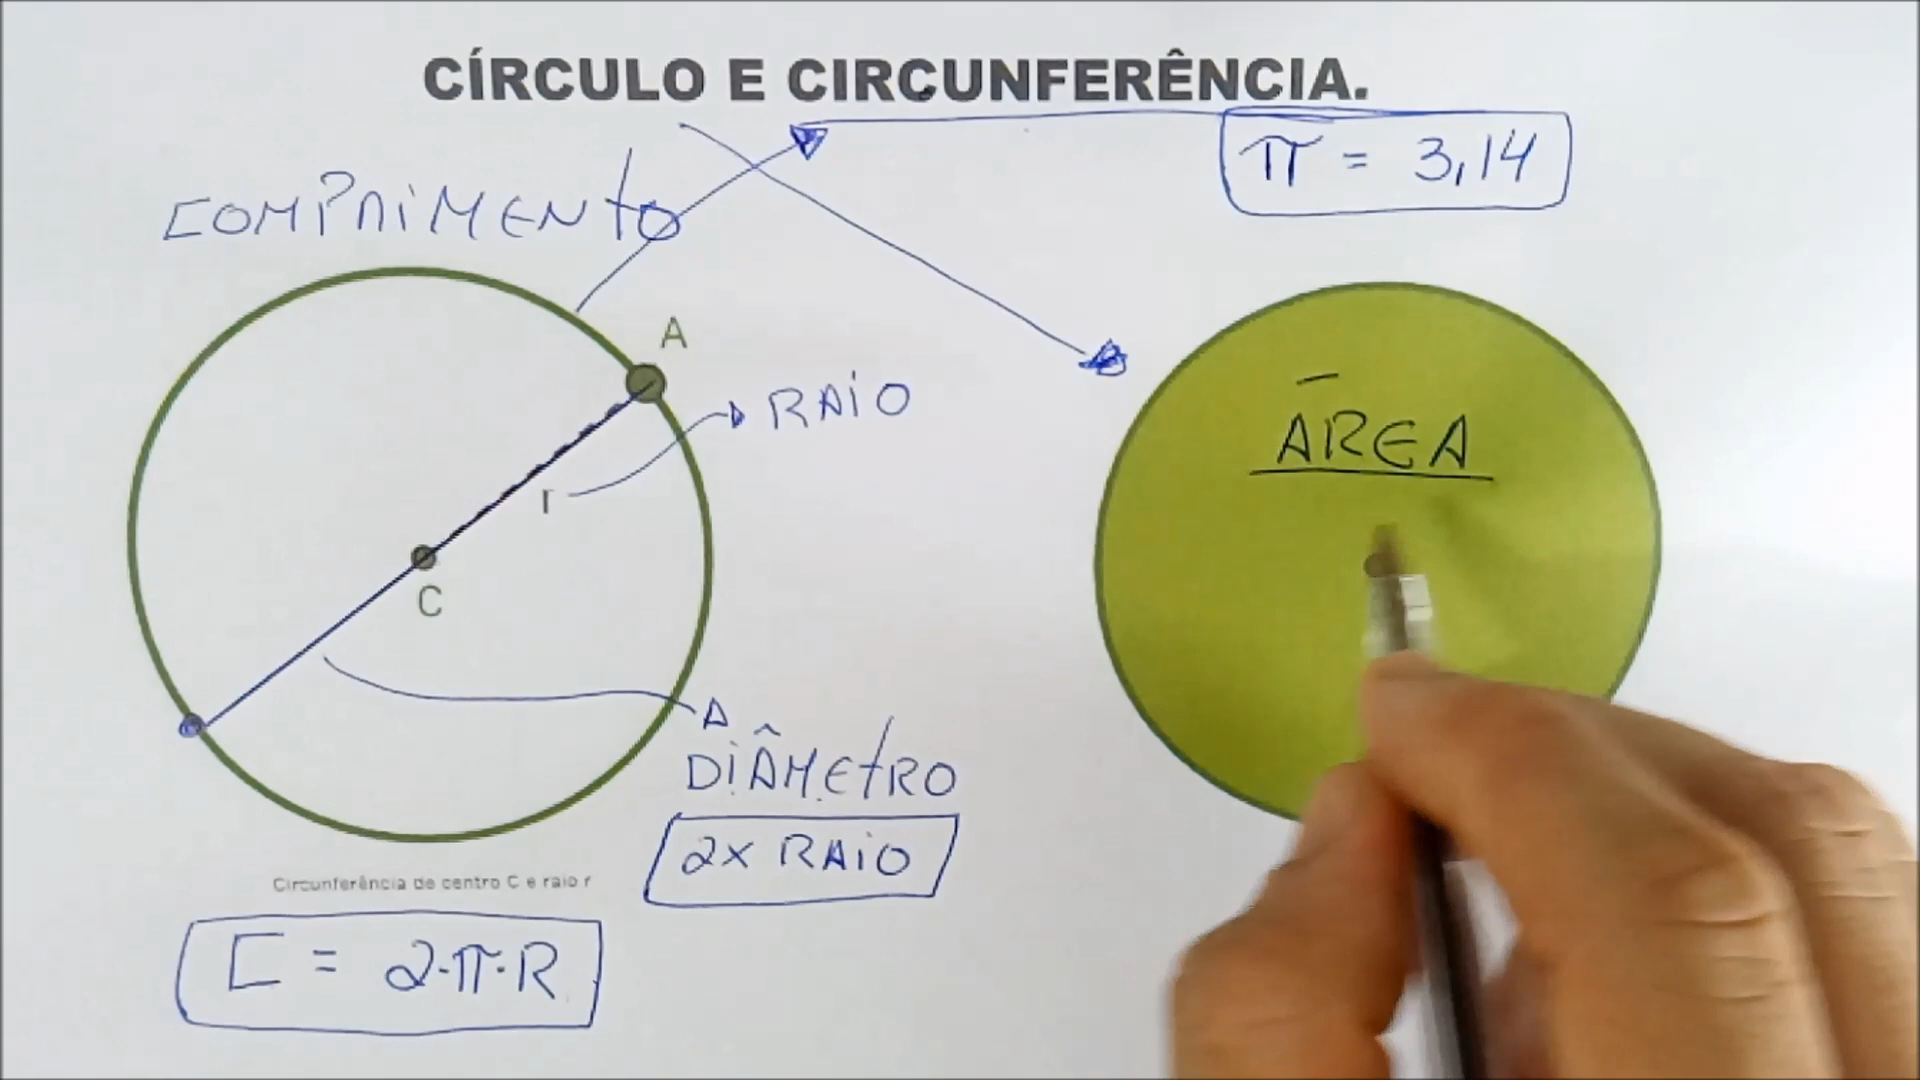 CÍRCULO E CIRCUNFERÊNCIA.
π = 3,14
COMPRIMENTO
A
RAIO
r
C
ÁREA
DIÂMETRO
2x RAIO
Circunferência de centro C e raio r
C = 2·π·R